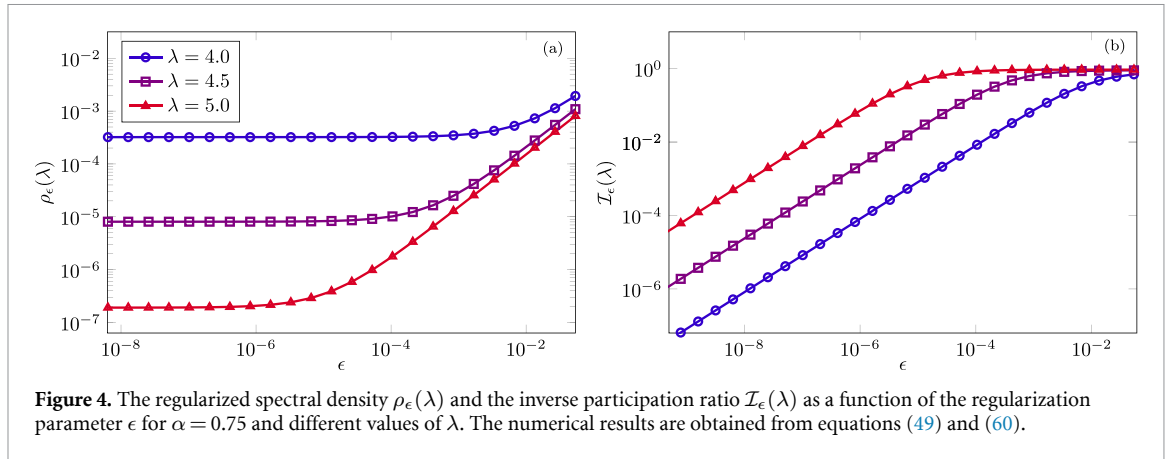 (a)
λ = 4.0
λ = 4.5
λ = 5.0
10⁻²
10⁻³
10⁻⁴
10⁻⁵
10⁻⁶
10⁻⁷
ρ_ϵ(λ)
10⁻⁸ 10⁻⁶ 10⁻⁴ 10⁻²
ϵ
(b)
10⁰
10⁻²
10⁻⁴
10⁻⁶
ℐ_ϵ(λ)
10⁻⁸ 10⁻⁶ 10⁻⁴ 10⁻²
ϵ
Figure 4. The regularized spectral density ρ_ϵ(λ) and the inverse participation ratio ℐ_ϵ(λ) as a function of the regularization
parameter ϵ for α = 0.75 and different values of λ. The numerical results are obtained from equations (49) and (60).